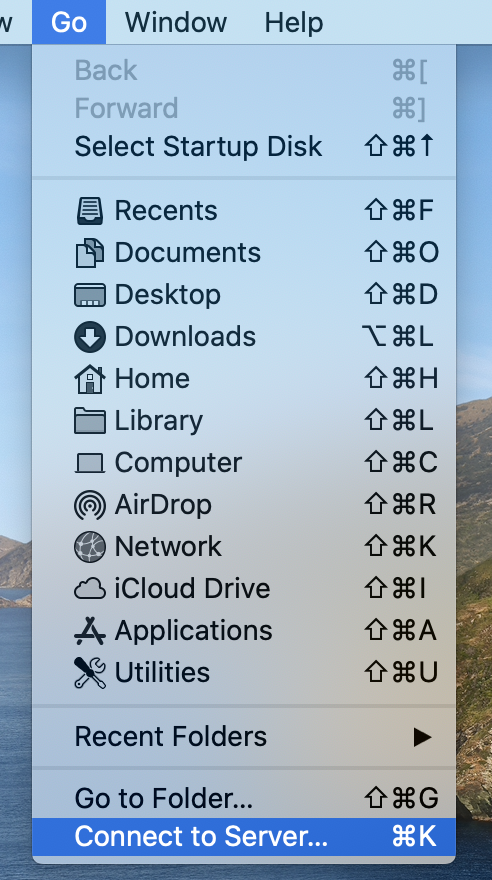 w Go Window Help
Back ⌘[
Forward ⌘]
Select Startup Disk ⇧⌘↑
Recents ⇧⌘F
Documents ⇧⌘O
Desktop ⇧⌘D
Downloads ⌥⌘L
Home ⇧⌘H
Library ⇧⌘L
Computer ⇧⌘C
AirDrop ⇧⌘R
Network ⇧⌘K
iCloud Drive ⇧⌘I
Applications ⇧⌘A
Utilities ⇧⌘U
Recent Folders ▶
Go to Folder... ⇧⌘G
Connect to Server... ⌘K